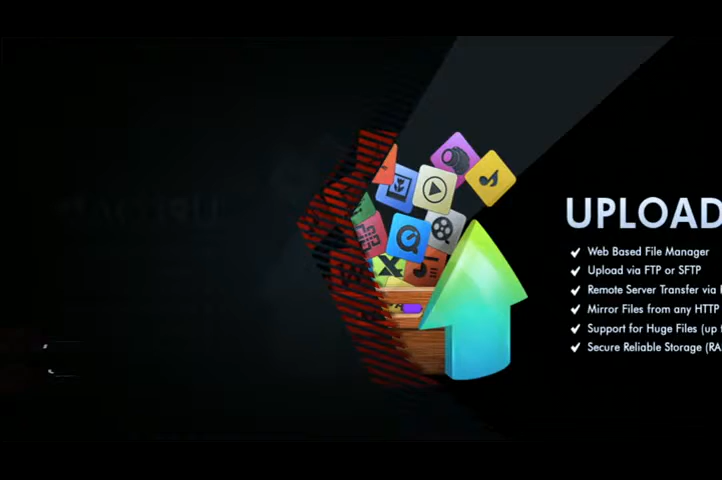 UPLOAD
Web Based File Manager
Upload via FTP or SFTP
Remote Server Transfer via
Mirror Files from any HTTP
Support for Huge Files (up
Secure Reliable Storage (RA